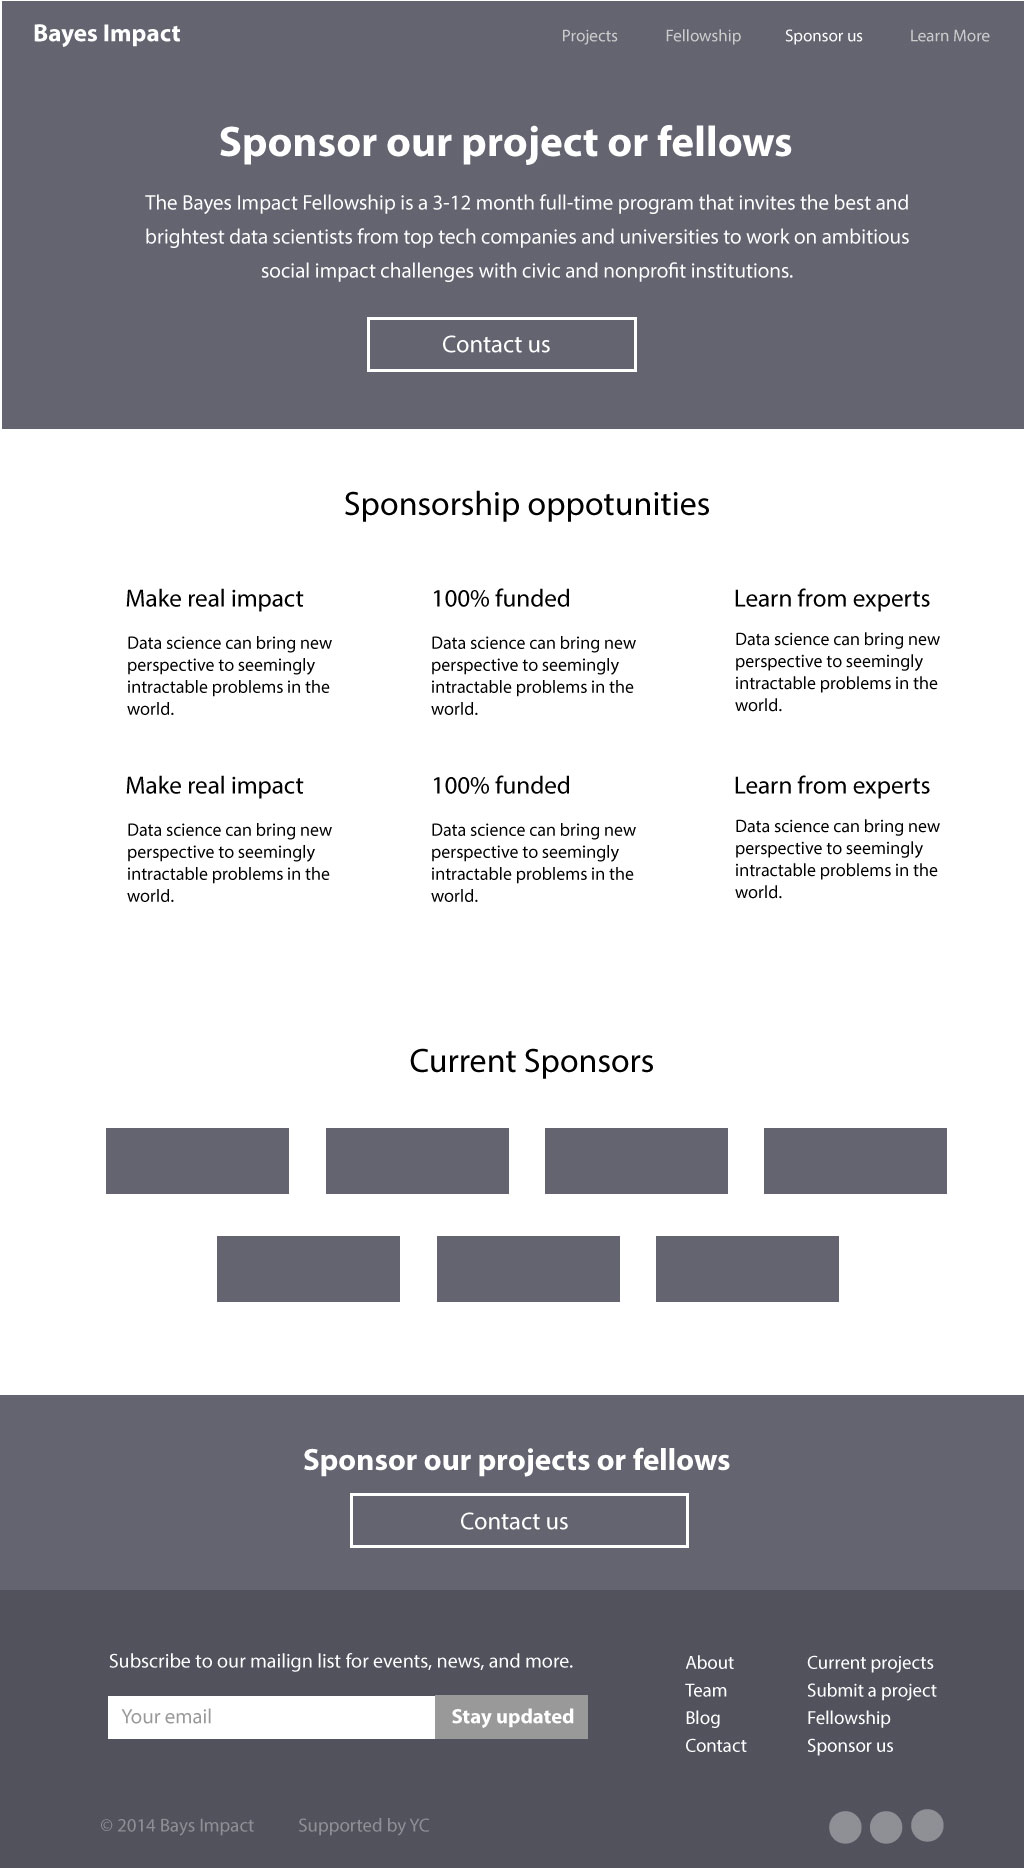 Bayes Impact
Projects Fellowship Sponsor us Learn More
Sponsor our project or fellows
The Bayes Impact Fellowship is a 3-12 month full-time program that invites the best and
brightest data scientists from top tech companies and universities to work on ambitious
social impact challenges with civic and nonprofit institutions.
Contact us
Sponsorship oppotunities
Make real impact
Data science can bring new
perspective to seemingly
intractable problems in the
world.
100% funded
Data science can bring new
perspective to seemingly
intractable problems in the
world.
Learn from experts
Data science can bring new
perspective to seemingly
intractable problems in the
world.
Make real impact
Data science can bring new
perspective to seemingly
intractable problems in the
world.
100% funded
Data science can bring new
perspective to seemingly
intractable problems in the
world.
Learn from experts
Data science can bring new
perspective to seemingly
intractable problems in the
world.
Current Sponsors
Sponsor our projects or fellows
Contact us
Subscribe to our mailign list for events, news, and more.
Your email
Stay updated
About
Team
Blog
Contact
Current projects
Submit a project
Fellowship
Sponsor us
© 2014 Bays Impact
Supported by YC